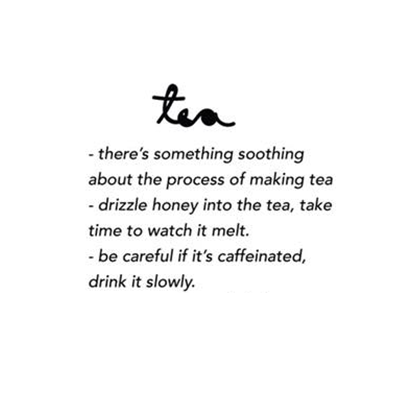 tea
- there's something soothing
about the process of making tea
- drizzle honey into the tea, take
time to watch it melt.
- be careful if it's caffeinated,
drink it slowly.